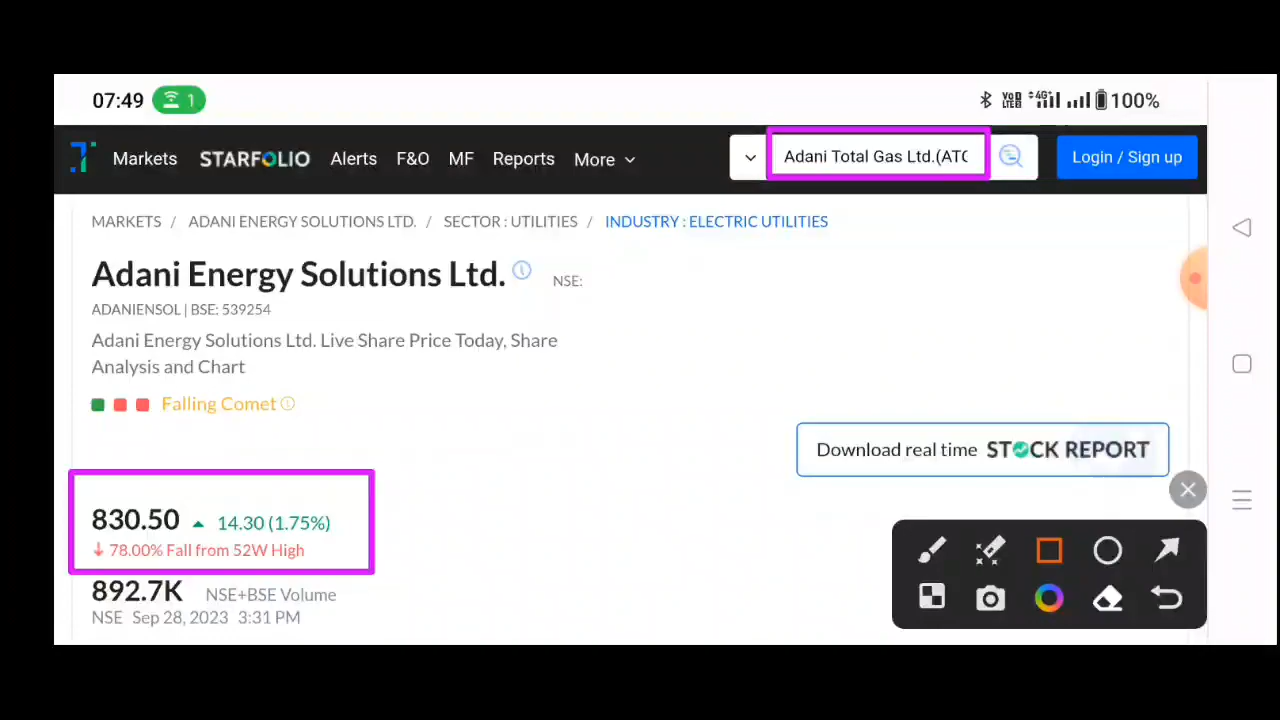 07:49 1 VoD LTEB 4G+ 100%
Markets STARFOLIO Alerts F&O MF Reports More Adani Total Gas Ltd.(ATG Login / Sign up
MARKETS / ADANI ENERGY SOLUTIONS LTD. / SECTOR : UTILITIES / INDUSTRY : ELECTRIC UTILITIES
Adani Energy Solutions Ltd. NSE:
ADANIENSOL | BSE: 539254
Adani Energy Solutions Ltd. Live Share Price Today, Share
Analysis and Chart
Falling Comet
Download real time STOCK REPORT
830.50 14.30 (1.75%)
78.00% Fall from 52W High
892.7K NSE+BSE Volume
NSE Sep 28, 2023 3:31 PM